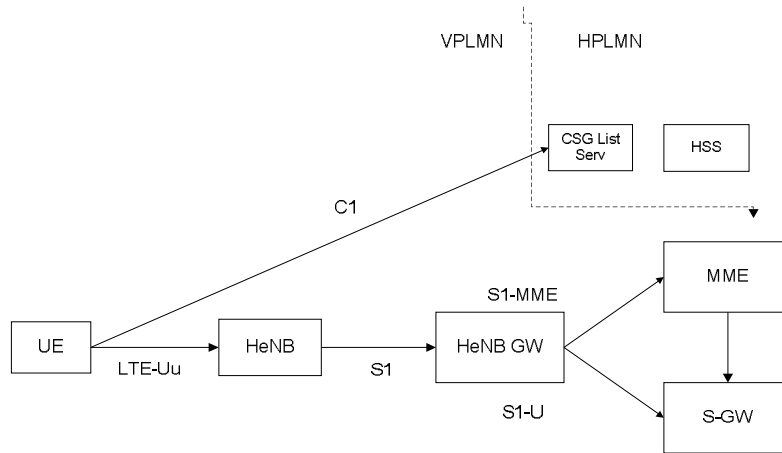 VPLMN HPLMN
CSG List
Serv
HSS
C1
S1-MME
MME
UE
HeNB
HeNB GW
LTE-Uu
S1
S1-U
S-GW